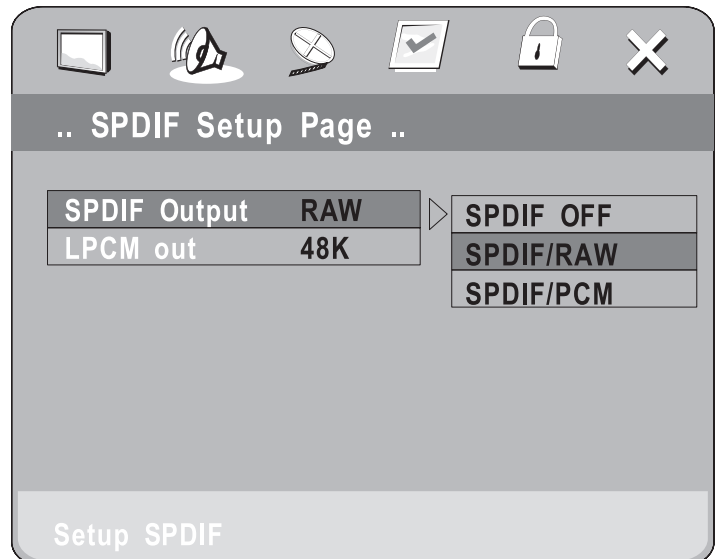 .. SPDIF Setup Page ..
SPDIF Output RAW
LPCM out 48K
SPDIF OFF
SPDIF/RAW
SPDIF/PCM
Setup SPDIF